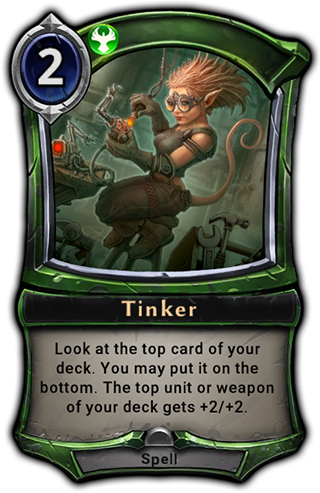 2
Tinker
Look at the top card of your
deck. You may put it on the
bottom. The top unit or weapon
of your deck gets +2/+2.
Spell